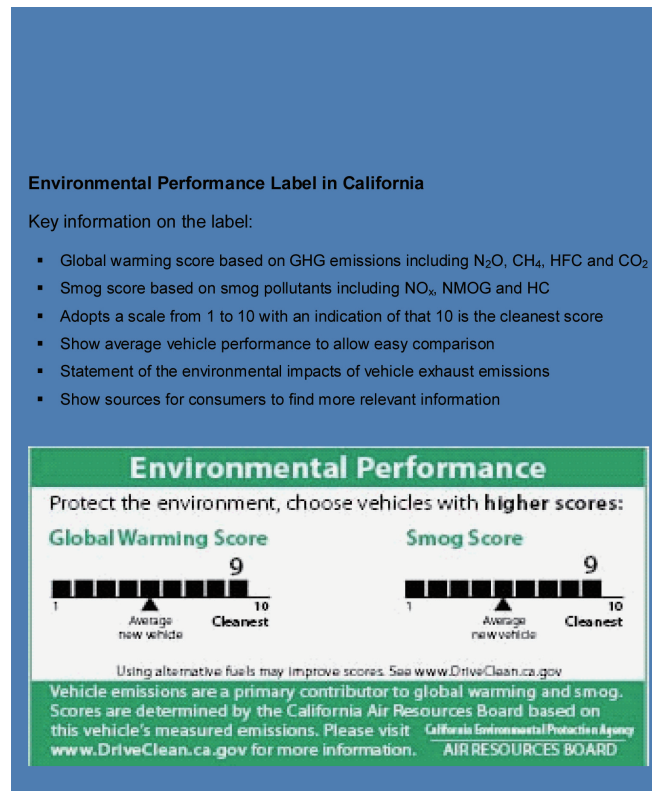 Environmental Performance Label in California
Key information on the label:
▪ Global warming score based on GHG emissions including N₂O, CH₄, HFC and CO₂
▪ Smog score based on smog pollutants including NOₓ, NMOG and HC
▪ Adopts a scale from 1 to 10 with an indication of that 10 is the cleanest score
▪ Show average vehicle performance to allow easy comparison
▪ Statement of the environmental impacts of vehicle exhaust emissions
▪ Show sources for consumers to find more relevant information
Environmental Performance
Protect the environment, choose vehicles with higher scores:
Global Warming Score Smog Score
9 9
1 10 1 10
Average Cleanest Average Cleanest
new vehicle new vehicle
Using alternative fuels may improve scores. See www.DriveClean.ca.gov
Vehicle emissions are a primary contributor to global warming and smog.
Scores are determined by the California Air Resources Board based on
this vehicle's measured emissions. Please visit California Environmental Protection Agency
www.DriveClean.ca.gov for more information. AIR RESOURCES BOARD